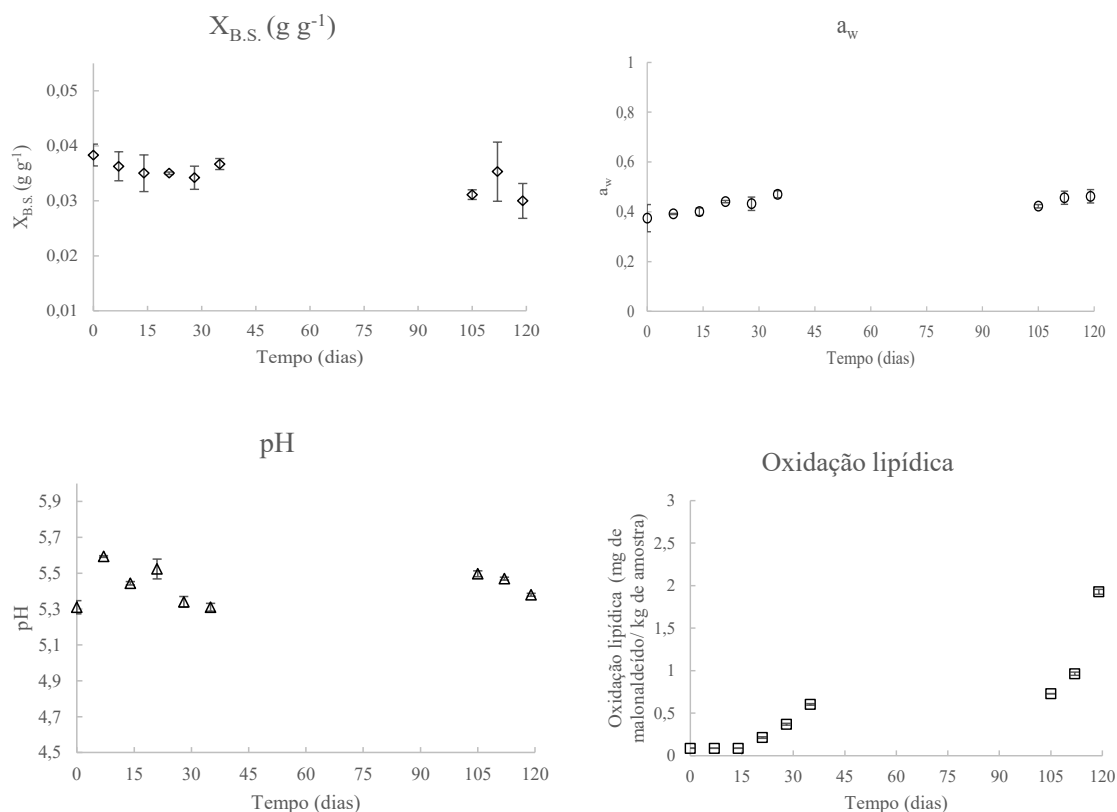 X_B.S. (g g⁻¹)
0,05
0,04
0,03
0,02
0,01
X_B.S. (g g⁻¹)
0 15 30 45 60 75 90 105 120
Tempo (dias)
a_w
1
0,8
0,6
0,4
0,2
0
a_w
0 15 30 45 60 75 90 105 120
Tempo (dias)
pH
5,9
5,7
5,5
5,3
5,1
4,9
4,7
4,5
pH
0 15 30 45 60 75 90 105 120
Tempo (dias)
Oxidação lipídica
3
2,5
2
1,5
1
0,5
0
Oxidação lipídica (mg de
malonaldeído/ kg de amostra)
0 15 30 45 60 75 90 105 120
Tempo (dias)